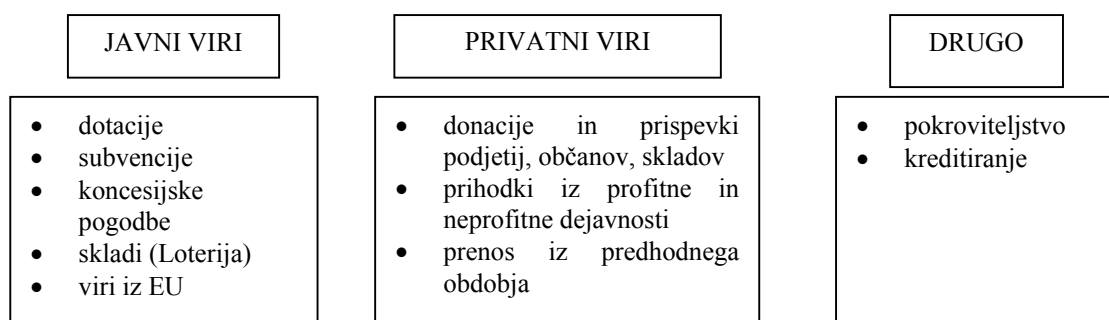 JAVNI VIRI
• dotacije
• subvencije
• koncesijske
pogodbe
• skladi (Loterija)
• viri iz EU
PRIVATNI VIRI
• donacije in prispevki
podjetij, občanov, skladov
• prihodki iz profitne in
neprofitne dejavnosti
• prenos iz predhodnega
obdobja
DRUGO
• pokroviteljstvo
• kreditiranje